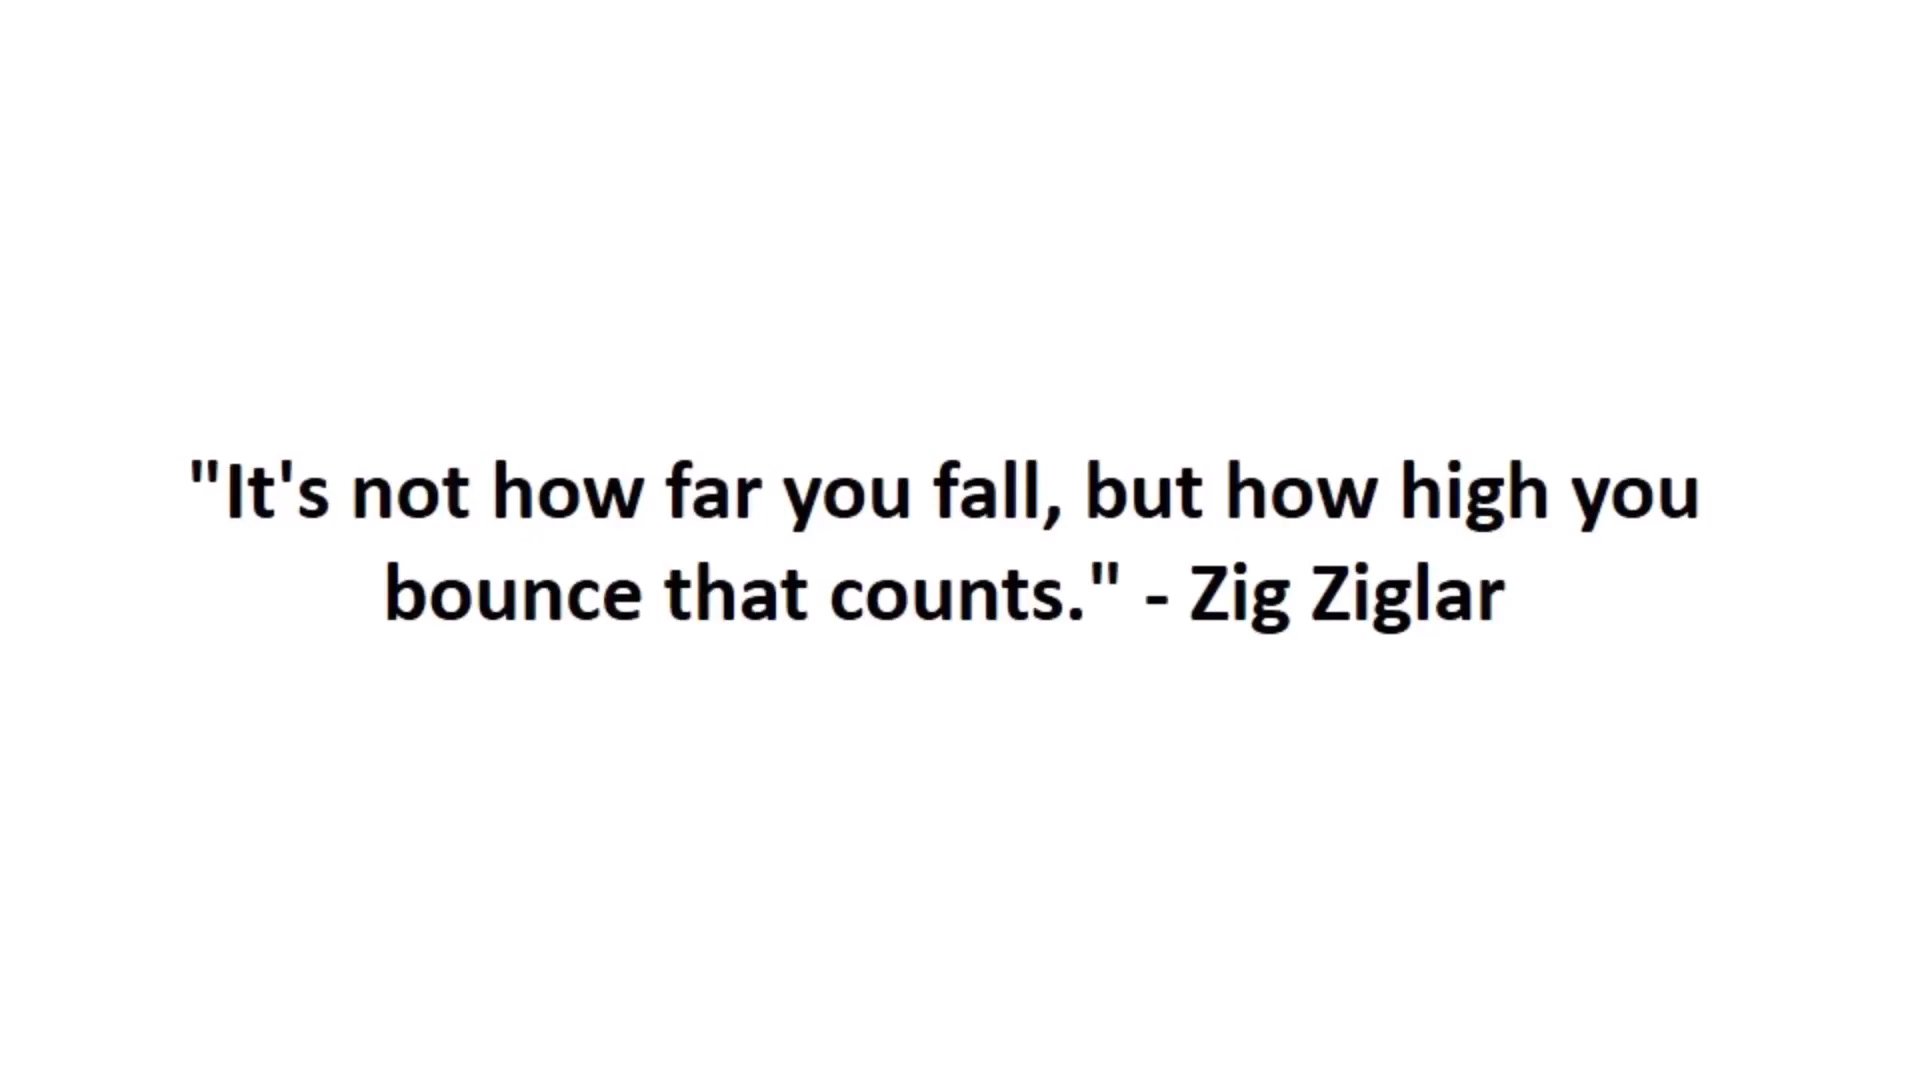 "It's not how far you fall, but how high you
bounce that counts." - Zig Ziglar